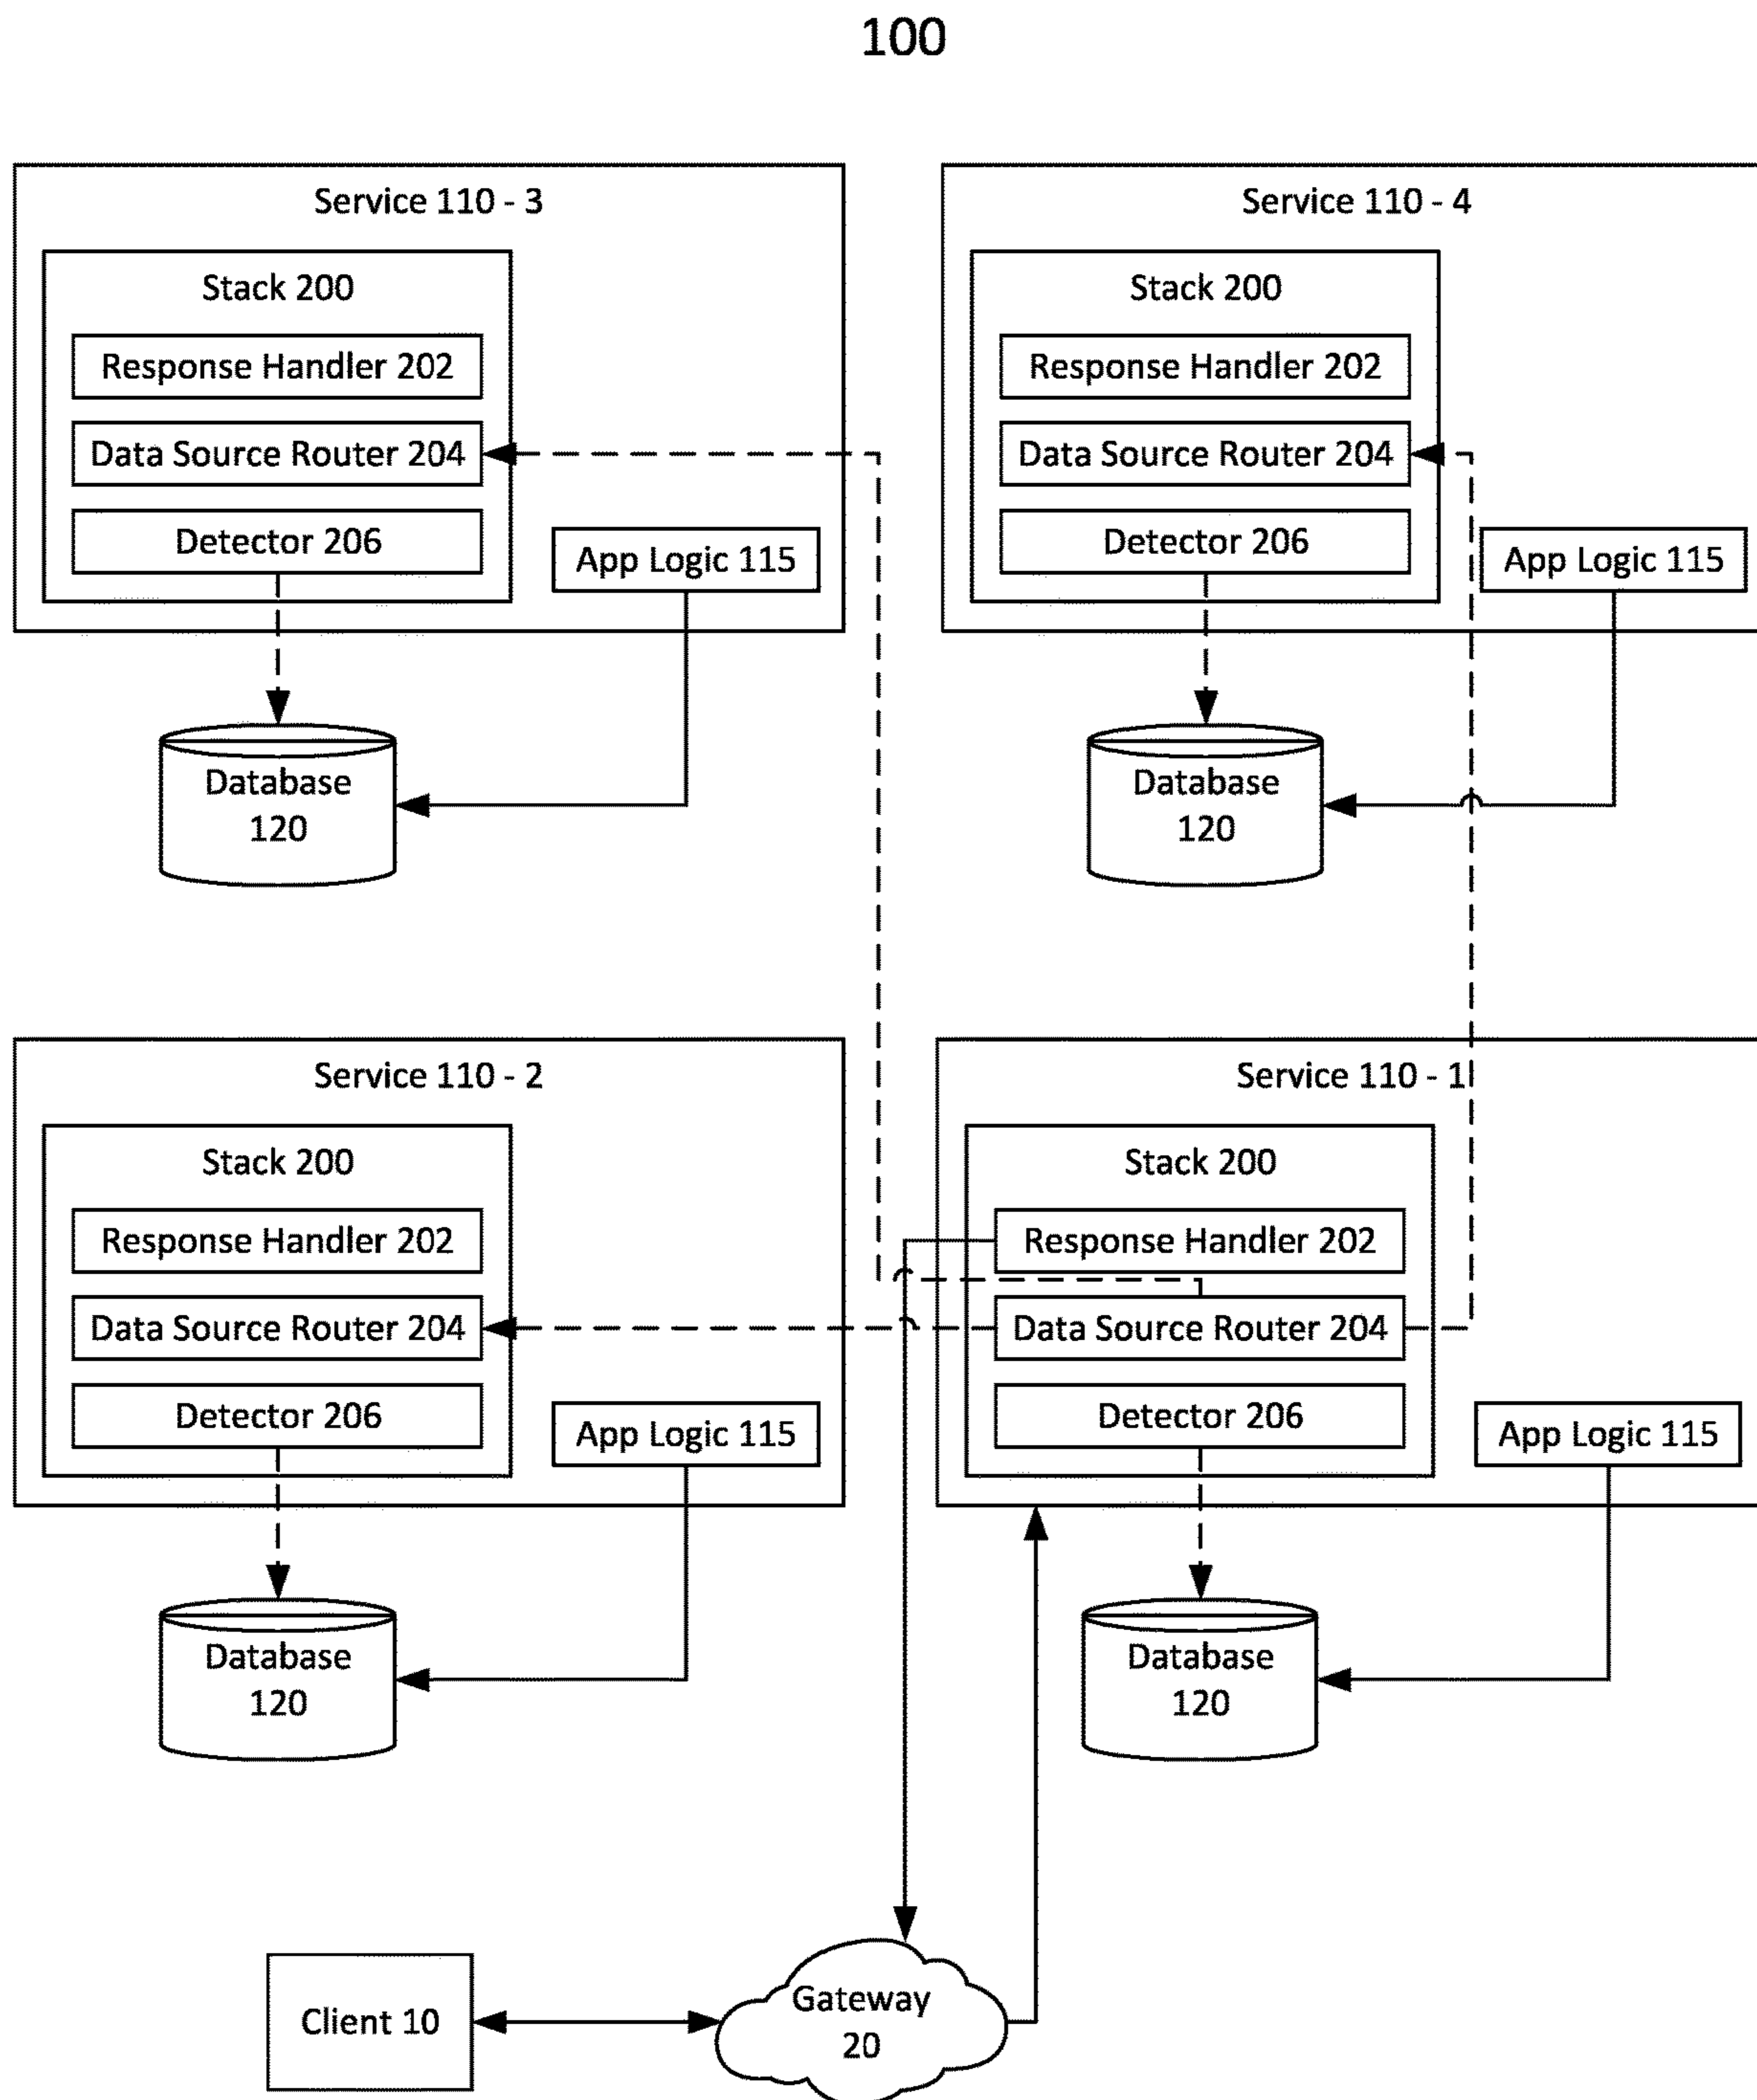 100
Service 110 - 3
Stack 200
Response Handler 202
Data Source Router 204
Detector 206
App Logic 115
Database
120
Service 110 - 4
Stack 200
Response Handler 202
Data Source Router 204
Detector 206
App Logic 115
Database
120
Service 110 - 2
Stack 200
Response Handler 202
Data Source Router 204
Detector 206
App Logic 115
Database
120
Service 110 - 1
Stack 200
Response Handler 202
Data Source Router 204
Detector 206
App Logic 115
Database
120
Client 10
Gateway
20